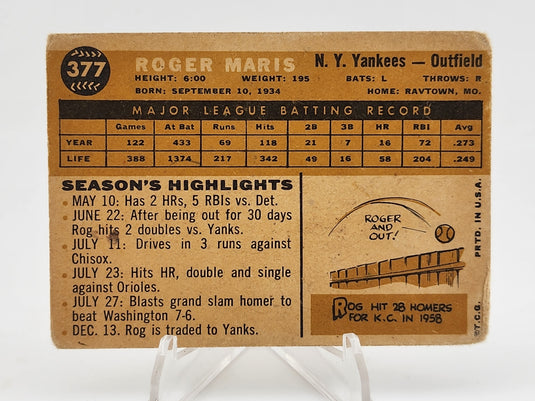 377
ROGER MARIS N. Y. Yankees — Outfield
HEIGHT: 6:00 WEIGHT: 195 BATS: L THROWS: R
BORN: SEPTEMBER 10, 1934 HOME: RAYTOWN, MO.
MAJOR LEAGUE BATTING RECORD
Games At Bat Runs Hits 2B 3B HR RBI Avg.
YEAR 122 433 69 118 21 7 16 72 .273
LIFE 388 1374 217 342 49 16 58 204 .249
SEASON'S HIGHLIGHTS
• MAY 10: Has 2 HRs, 5 RBIs vs. Det.
• JUNE 22: After being out for 30 days
Rog hits 2 doubles vs. Yanks.
• JULY 11: Drives in 3 runs against
Chisox.
• JULY 23: Hits HR, double and single
against Orioles.
• JULY 27: Blasts grand slam homer to
beat Washington 7-6.
• DEC. 13. Rog is traded to Yanks.
ROGER
AND
OUT!
ROG HIT 28 HOMERS
FOR K.C. IN 1958
©T.C.G. PRTD. IN U.S.A.